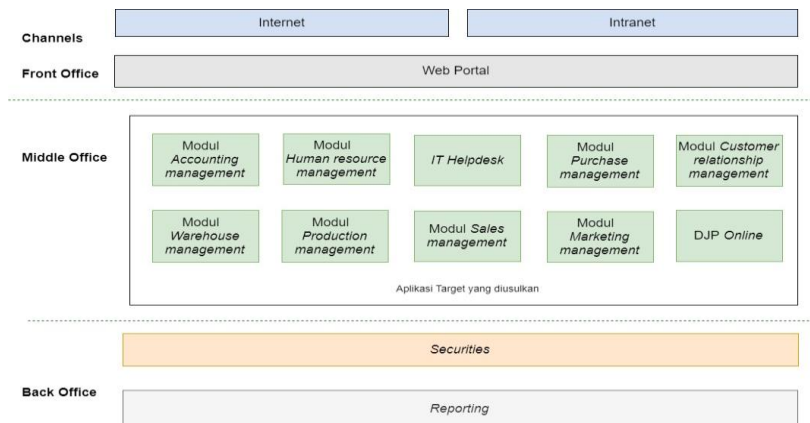 Internet
Intranet
Channels
Front Office
Web Portal
Middle Office
Modul
Accounting
management
Modul
Human resource
management
IT Helpdesk
Modul
Purchase
management
Modul Customer
relationship
management
Modul
Warehouse
management
Modul
Production
management
Modul Sales
management
Modul
Marketing
management
DJP Online
Aplikasi Target yang diusulkan
Securities
Back Office
Reporting